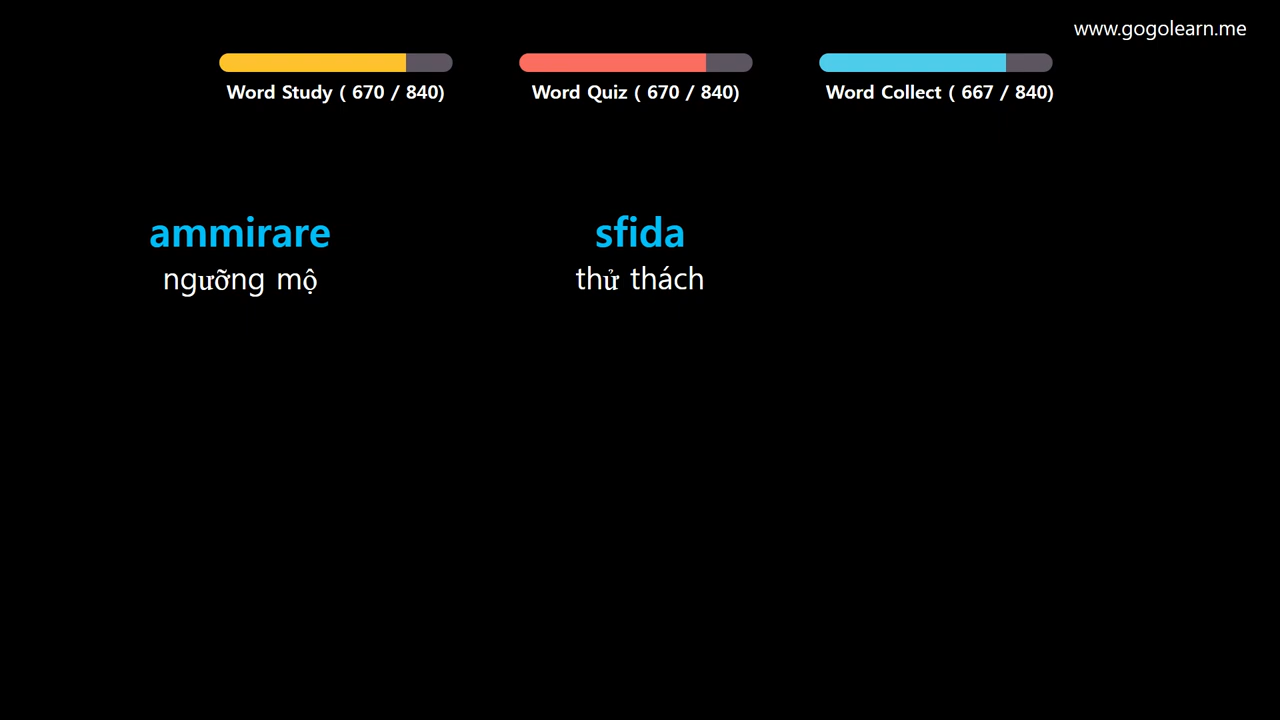 www.gogolearn.me
Word Study ( 670 / 840)
Word Quiz ( 670 / 840)
Word Collect ( 667 / 840)
ammirare
ngưỡng mộ
sfida
thử thách